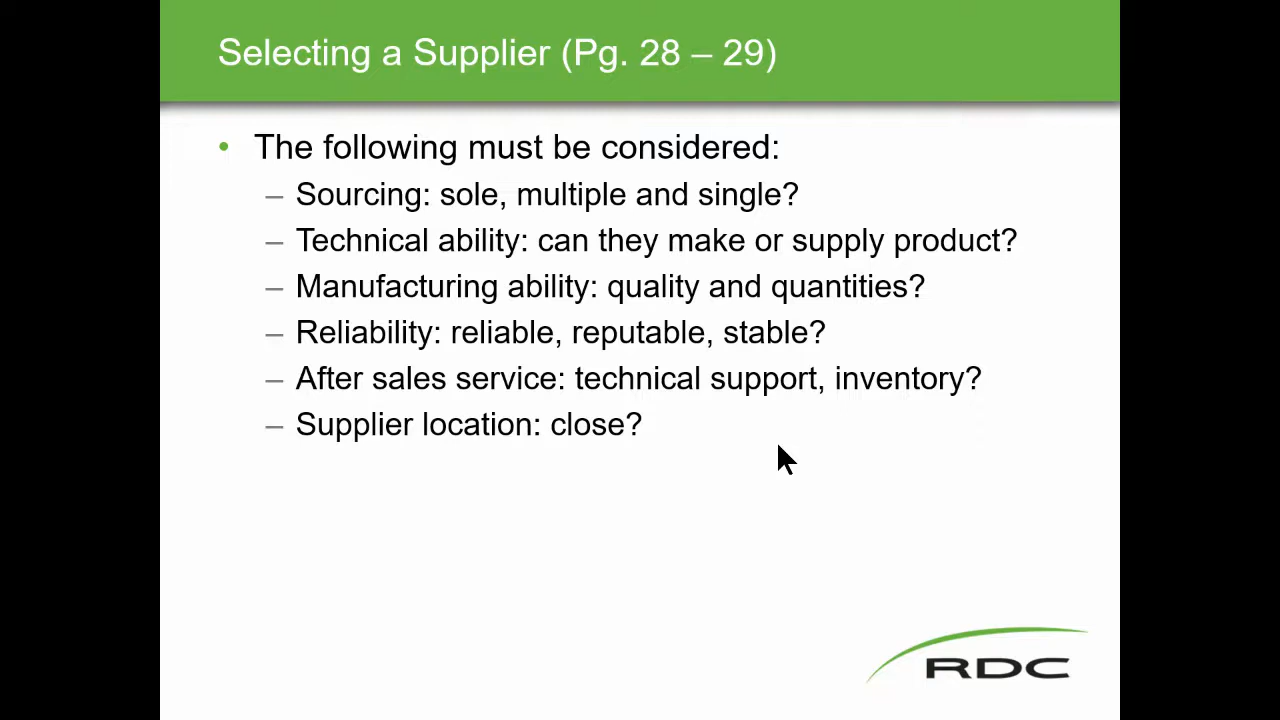 Selecting a Supplier (Pg. 28 – 29)
• The following must be considered:
– Sourcing: sole, multiple and single?
– Technical ability: can they make or supply product?
– Manufacturing ability: quality and quantities?
– Reliability: reliable, reputable, stable?
– After sales service: technical support, inventory?
– Supplier location: close?
RDC